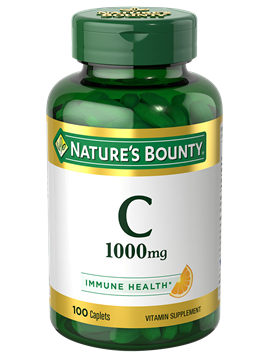 NATURE'S BOUNTY®
C
1000mg
IMMUNE HEALTH*
100 Caplets
VITAMIN SUPPLEMENT